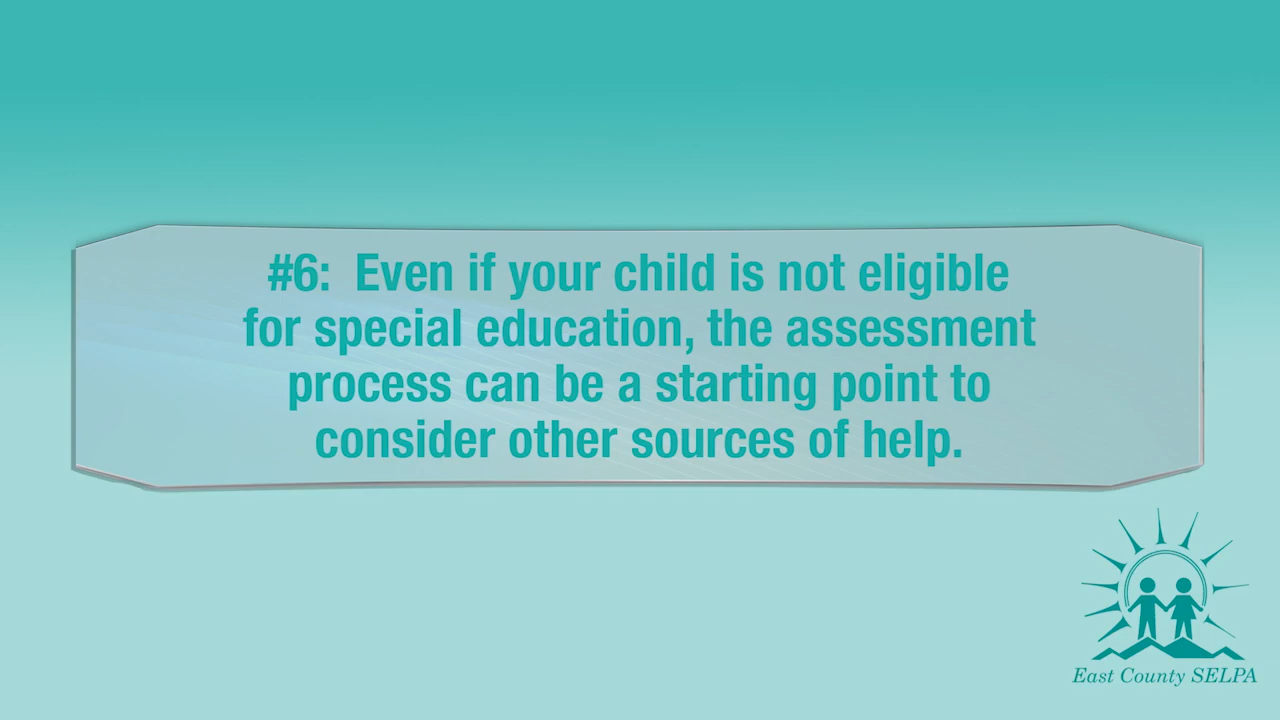 #6:  Even if your child is not eligible
for special education, the assessment
process can be a starting point to
consider other sources of help.
East County SELPA